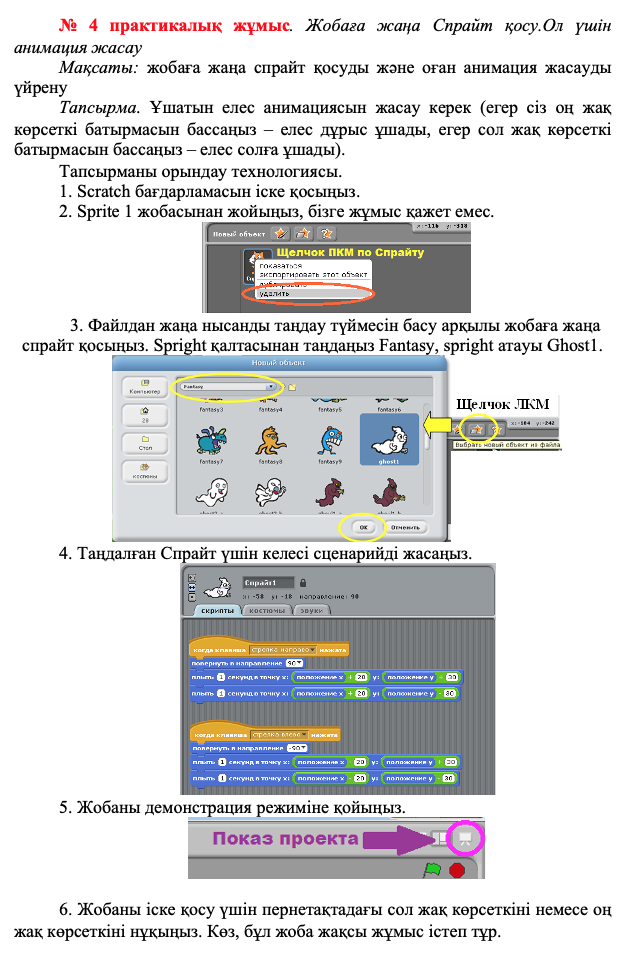 № 4 практикалық жұмыс. Жобаға жаңа Спрайт қосу.Ол үшін
анимация жасау
Мақсаты: жобаға жаңа спрайт қосуды және оған анимация жасауды
үйрену
Тапсырма. Ұшатын елес анимациясын жасау керек (егер сіз оң жақ
көрсеткі батырмасын бассаңыз – елес дұрыс ұшады, егер сол жақ көрсеткі
батырмасын бассаңыз – елес солға ұшады).
Тапсырманы орындау технологиясы.
1. Scratch бағдарламасын іске қосыңыз.
2. Sprite 1 жобасынан жойыңыз, бізге жұмыс қажет емес.
Новый объект
x: -116 y: -338
Щелчок ПКМ по Спрайту
показаться
экспортировать этот объект
дублировать
удалить
3. Файлдан жаңа нысанды таңдау түймесін басу арқылы жобаға жаңа
спрайт қосыңыз. Spright қалтасынан таңдаңыз Fantasy, spright атауы Ghost1.
Новый объект
Компьютер
Fantasy
28
Стол
костюмы
fantasy3 fantasy4 fantasy5 fantasy6
fantasy7 fantasy8 fantasy9 ghost1
OK Отменить
Щелчок ЛКМ
x: -184 y: -242
Выбрать новый объект из файла
4. Таңдалған Спрайт үшін келесі сценарийді жасаңыз.
Спрайт1
x: -58 y: -18 направление: 90
скрипты костюмы звуки
когда клавиша стрелка направо нажата
повернуть в направление 90
плыть 1 секунд в точку x: положение x + 20 y: положение y + 30
плыть 1 секунд в точку x: положение x + 20 y: положение y - 30
когда клавиша стрелка влево нажата
повернуть в направление -90
плыть 1 секунд в точку x: положение x - 20 y: положение y + 30
плыть 1 секунд в точку x: положение x - 20 y: положение y - 30
5. Жобаны демонстрация режиміне қойыңыз.
Показ проекта
6. Жобаны іске қосу үшін пернетақтадағы сол жақ көрсеткіні немесе оң
жақ көрсеткіні нұқыңыз. Көз, бұл жоба жақсы жұмыс істеп тұр.